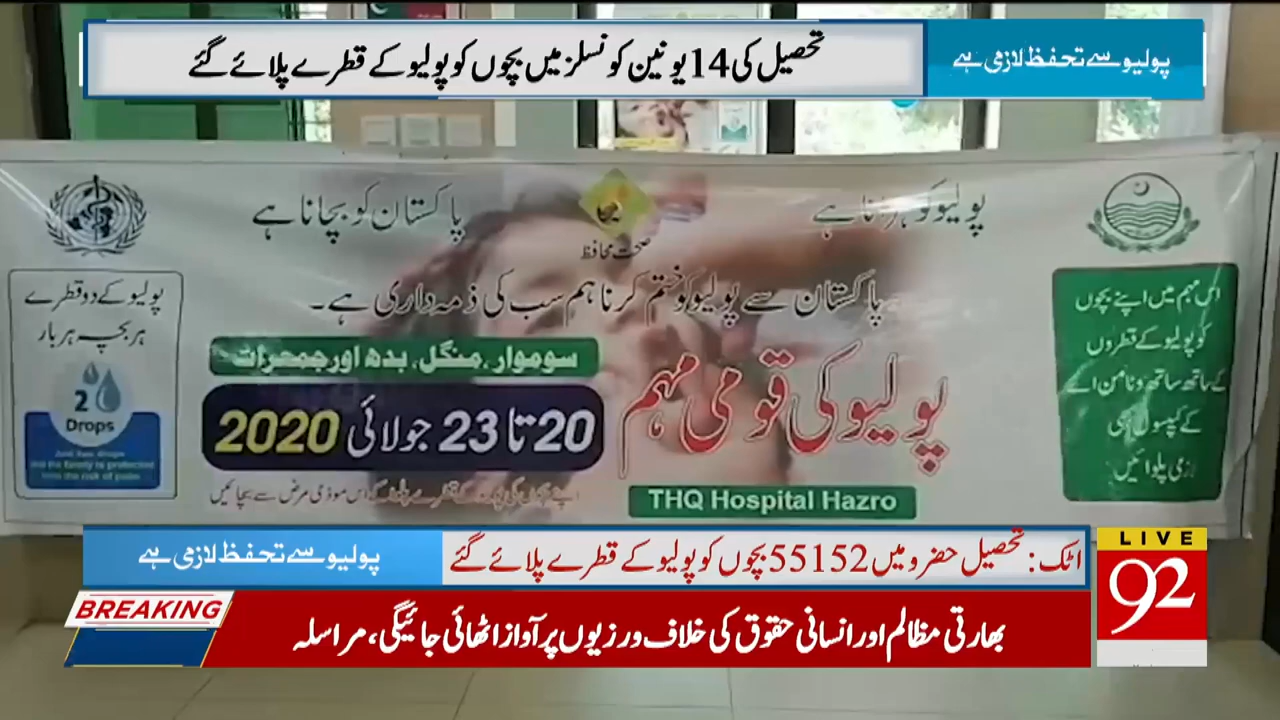 پولیو سے تحفظ لازمی ہے
تحصیل کی 14 یونین کونسلز میں بچوں کو پولیو کے قطرے پلائے گئے
پولیو کو ہرانا ہے
پاکستان کو بچانا ہے
ٹیکا
صحت محافظ
پاکستان سے پولیو کو ختم کرنا ہم سب کی ذمہ داری ہے۔
پولیو کے دو قطرے
ہر بچہ ہر بار
2
Drops
اس مہم میں اپنے بچوں
کو پولیو کے قطروں
کے ساتھ ساتھ وٹامن اے
کے کیپسول بھی
لازمی پلوائیں
سوموار، منگل، بدھ اور جمعرات
پولیو کی قومی مہم
20 تا 23 جولائی 2020
اس موذی مرض سے بچائیں
THQ Hospital Hazro
اٹک: تحصیل حضرو میں 55152 بچوں کو پولیو کے قطرے پلائے گئے
پولیو سے تحفظ لازمی ہے
LIVE
92
BREAKING
بھارتی مظالم اور انسانی حقوق کی خلاف ورزیوں پر آواز اٹھائی جائیگی، مراسلہ